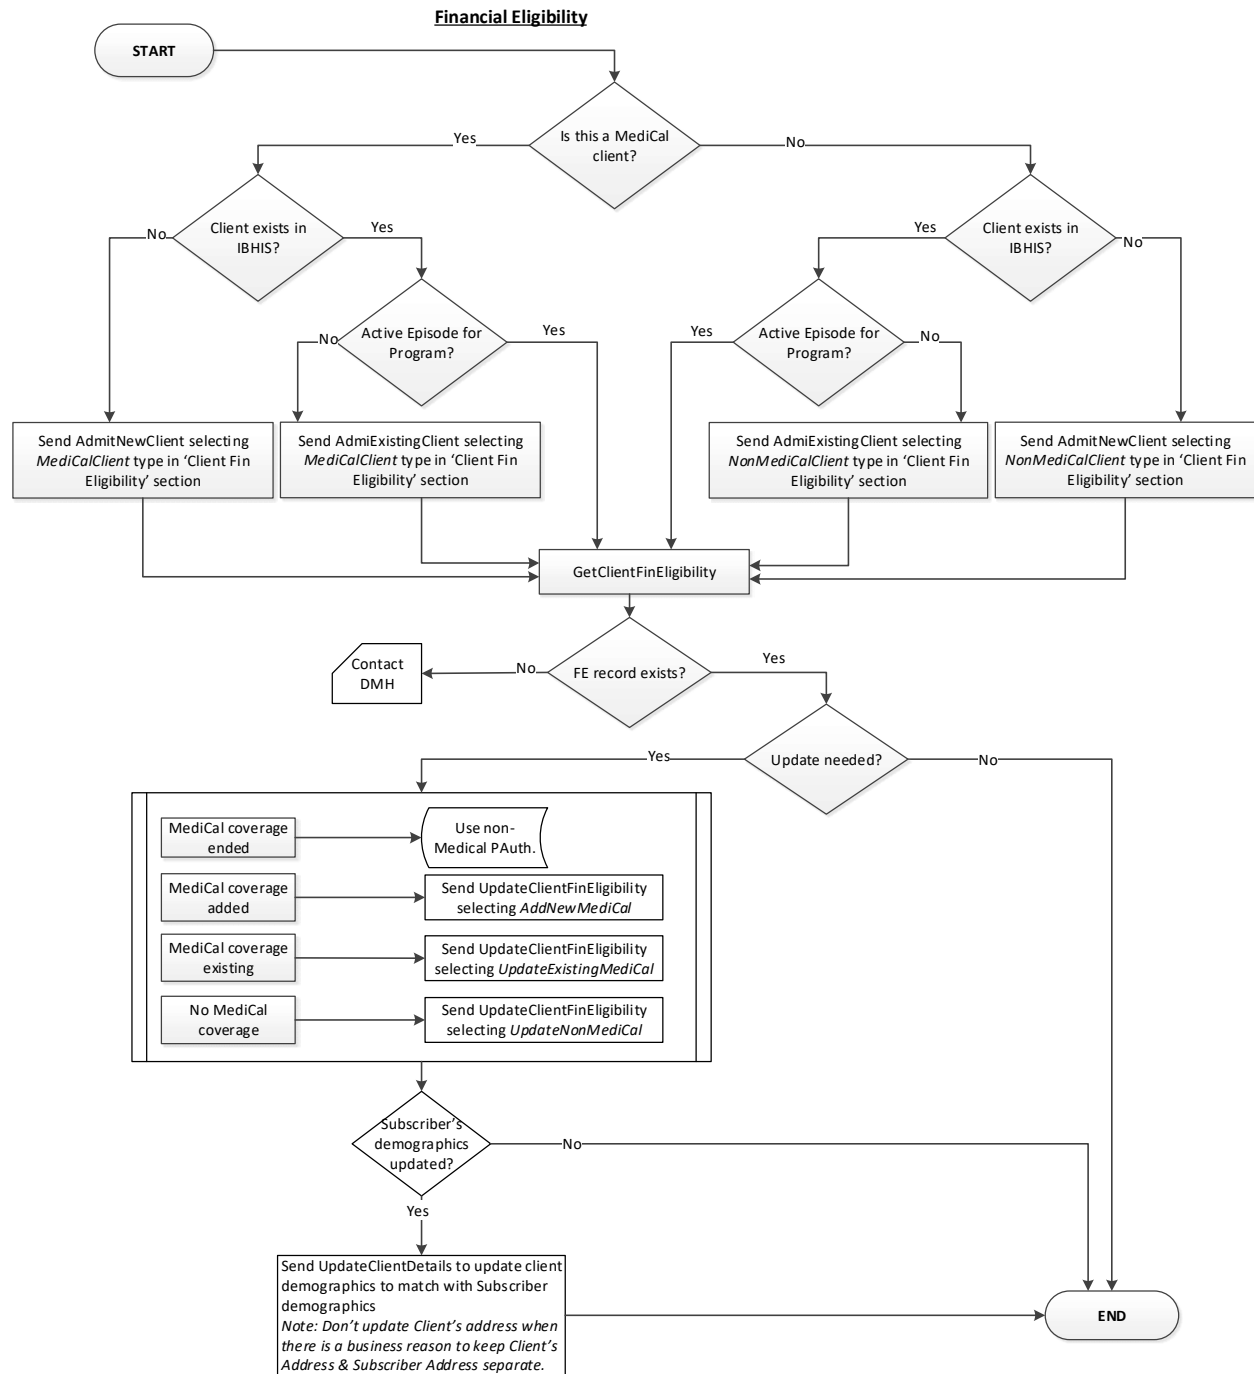 Financial Eligibility
START
Is this a MediCal
client?
Yes
No
Client exists in
IBHIS?
No
Yes
Client exists in
IBHIS?
Yes
No
Active Episode for
Program?
No
Yes
Active Episode for
Program?
Yes
No
Send AdmitNewClient selecting
MediCalClient type in ‘Client Fin
Eligibility’ section
Send AdmiExistingClient selecting
MediCalClient type in ‘Client Fin
Eligibility’ section
Send AdmiExistingClient selecting
NonMediCalClient type in ‘Client Fin
Eligibility’ section
Send AdmitNewClient selecting
NonMediCalClient type in ‘Client Fin
Eligibility’ section
GetClientFinEligibility
FE record exists?
No
Yes
Contact
DMH
Update needed?
Yes
No
MediCal coverage
ended
Use non-
Medical PAuth.
MediCal coverage
added
Send UpdateClientFinEligibility
selecting AddNewMediCal
MediCal coverage
existing
Send UpdateClientFinEligibility
selecting UpdateExistingMediCal
No MediCal
coverage
Send UpdateClientFinEligibility
selecting UpdateNonMediCal
Subscriber’s
demographics
updated?
No
Yes
Send UpdateClientDetails to update client
demographics to match with Subscriber
demographics
Note: Don’t update Client’s address when
there is a business reason to keep Client’s
Address & Subscriber Address separate.
END